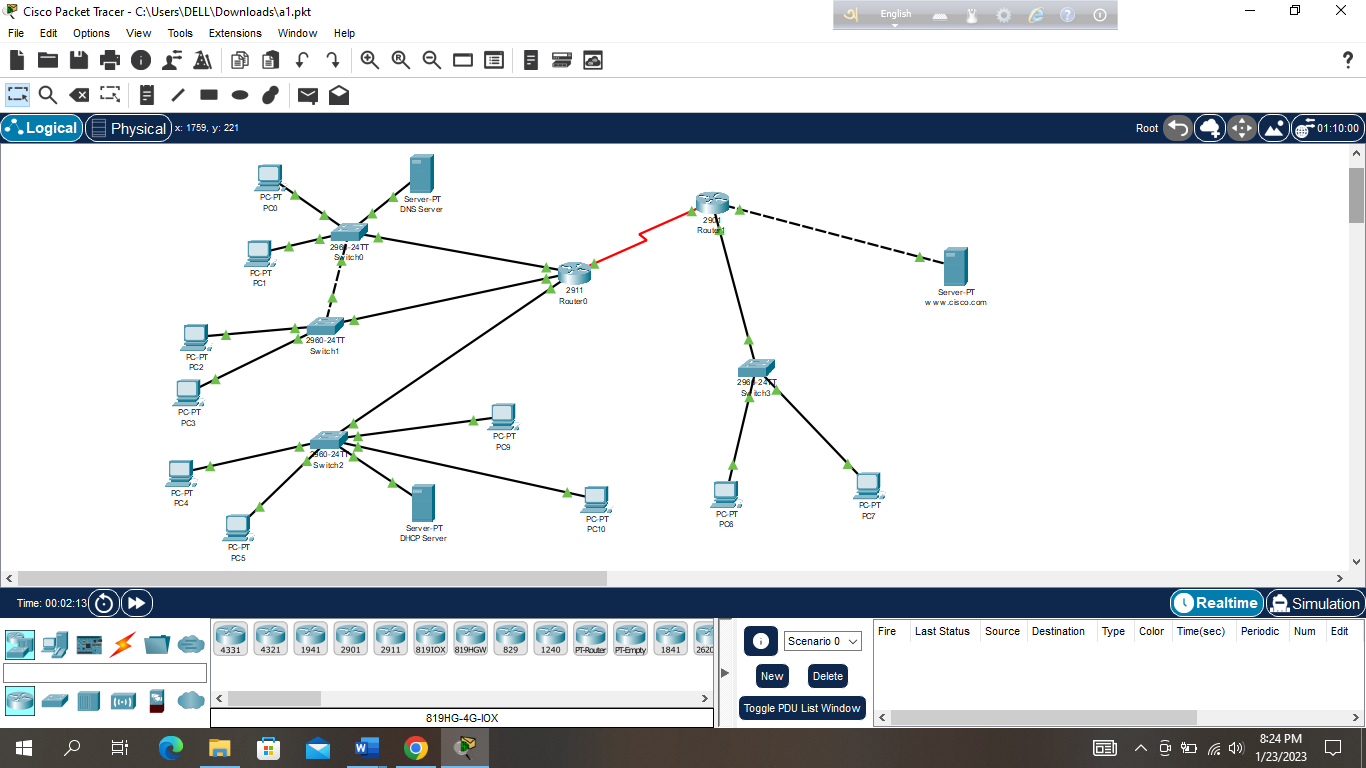 Cisco Packet Tracer - C:\Users\DELL\Downloads\a1.pkt
English
File Edit Options View Tools Extensions Window Help
Logical
Physical
x: 1759, y: 221
Root
01:10:00
PC-PT
PC0
Server-PT
DNS Server
2960-24TT
Switch0
PC-PT
PC1
2901
Router1
2911
Router0
Server-PT
www.cisco.com
2960-24TT
Switch1
PC-PT
PC2
PC-PT
PC3
2960-24TT
Switch3
PC-PT
PC9
2960-24TT
Switch2
PC-PT
PC4
PC-PT
PC5
Server-PT
DHCP Server
PC-PT
PC10
PC-PT
PC6
PC-PT
PC7
Time: 00:02:13
Realtime
Simulation
4331 4321 1941 2901 2911 819IOX 819HGW 829 1240 PT-Router PT-Empty 1841 2620
819HG-4G-IOX
Scenario 0
New
Delete
Toggle PDU List Window
Fire Last Status Source Destination Type Color Time(sec) Periodic Num Edit
8:24 PM
1/23/2023